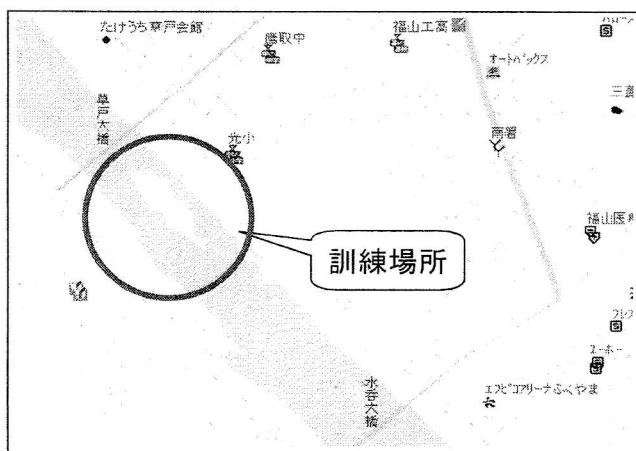 たけうち草戸会館
鷹取中
福山工高
オートバックス
草戸大橋
光小
南署
福山医
訓練場所
水呑大橋
エフピコアリーナふくやま